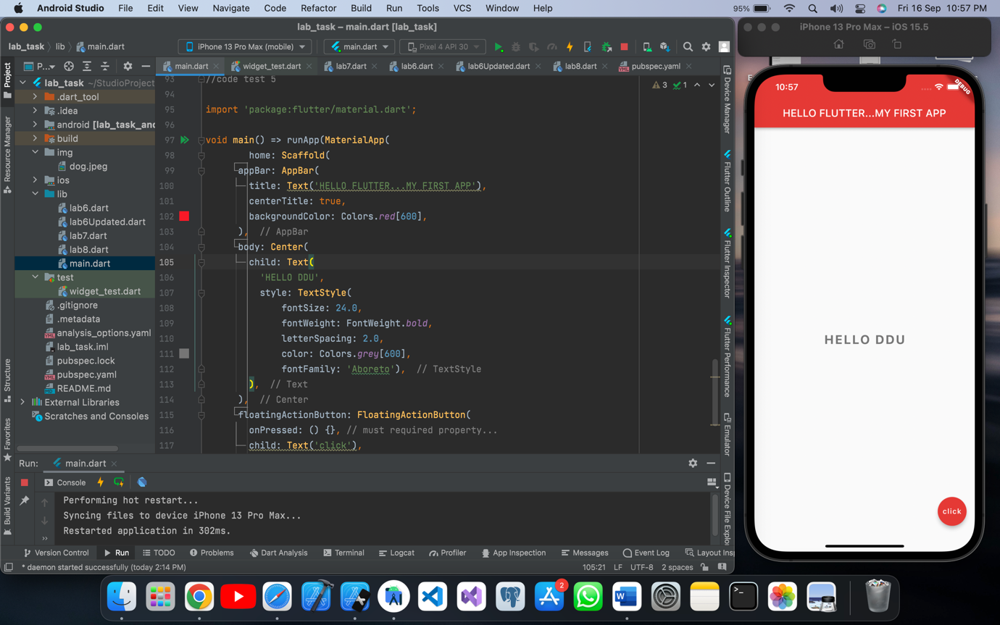 Android Studio File Edit View Navigate Code Refactor Build Run Tools VCS Window Help 95% Fri 16 Sep 10:57 PM
lab_task – main.dart [lab_task]
lab_task lib main.dart iPhone 13 Pro Max (mobile) main.dart Pixel 4 API 30
Project
Resource Manager
Structure
Favorites
Build Variants
P...
lab_task ~/StudioProject
.dart_tool
.idea
android [lab_task_and
build
img
dog.jpeg
ios
lib
lab6.dart
lab6Updated.dart
lab7.dart
lab8.dart
main.dart
test
widget_test.dart
.gitignore
.metadata
analysis_options.yaml
lab_task.iml
pubspec.lock
pubspec.yaml
README.md
External Libraries
Scratches and Consoles
main.dart widget_test.dart lab7.dart lab6.dart lab6Updated.dart lab8.dart pubspec.yaml
3 1
93 //code test 5
94
95 import 'package:flutter/material.dart';
96
97 void main() => runApp(MaterialApp(
98 home: Scaffold(
99 appBar: AppBar(
100 title: Text('HELLO FLUTTER...MY FIRST APP'),
101 centerTitle: true,
102 backgroundColor: Colors.red[600],
103 ), // AppBar
104 body: Center(
105 child: Text(
106 'HELLO DDU',
107 style: TextStyle(
108 fontSize: 24.0,
109 fontWeight: FontWeight.bold,
110 letterSpacing: 2.0,
111 color: Colors.grey[600],
112 fontFamily: 'Aboreto'), // TextStyle
113 ), // Text
114 ), // Center
115 floatingActionButton: FloatingActionButton(
116 onPressed: () {}, // must required property...
117 child: Text('click'),
Device Manager
Flutter Outline
Flutter Inspector
Flutter Performance
Emulator
Device File Explo
Run: main.dart
Console
Performing hot restart...
Syncing files to device iPhone 13 Pro Max...
Restarted application in 302ms.
Version Control Run TODO Problems Dart Analysis Terminal Logcat Profiler App Inspection Messages Event Log Layout Insp
* daemon started successfully (today 2:14 PM) 105:21 LF UTF-8 2 spaces
iPhone 13 Pro Max – iOS 15.5
10:57
DEBUG
HELLO FLUTTER...MY FIRST APP
HELLO DDU
click
2